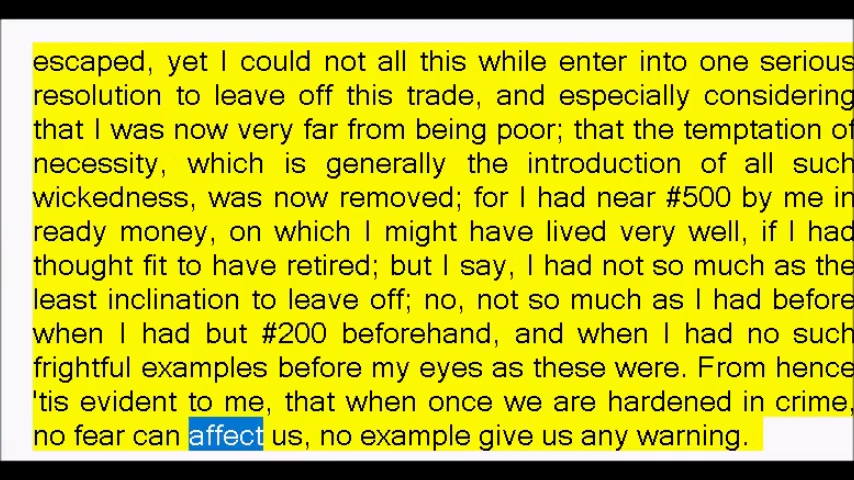 escaped, yet I could not all this while enter into one serious
resolution to leave off this trade, and especially considering
that I was now very far from being poor; that the temptation of
necessity, which is generally the introduction of all such
wickedness, was now removed; for I had near #500 by me in
ready money, on which I might have lived very well, if I had
thought fit to have retired; but I say, I had not so much as the
least inclination to leave off; no, not so much as I had before
when I had but #200 beforehand, and when I had no such
frightful examples before my eyes as these were. From hence
'tis evident to me, that when once we are hardened in crime,
no fear can affect us, no example give us any warning.